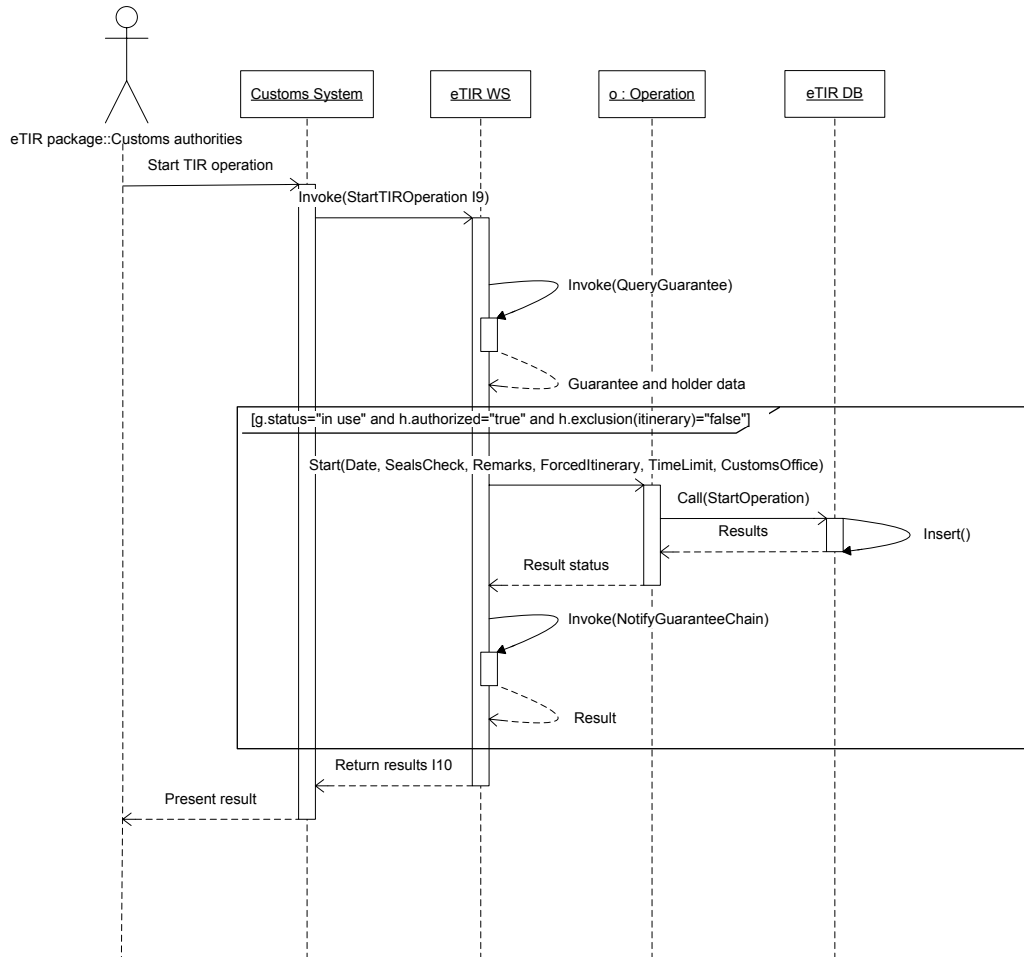 Customs System
eTIR WS
o : Operation
eTIR DB
eTIR package::Customs authorities
Start TIR operation
Invoke(StartTIROperation I9)
Invoke(QueryGuarantee)
Guarantee and holder data
[g.status="in use" and h.authorized="true" and h.exclusion(itinerary)="false"]
Start(Date, SealsCheck, Remarks, ForcedItinerary, TimeLimit, CustomsOffice)
Call(StartOperation)
Results
Insert()
Result status
Invoke(NotifyGuaranteeChain)
Result
Return results I10
Present result